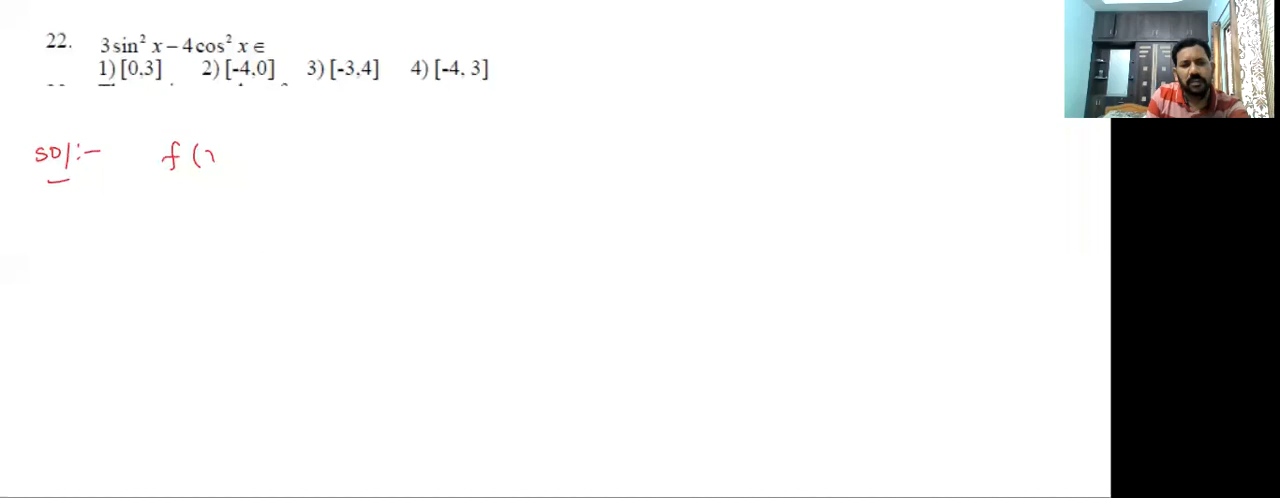 22. 3sin² x – 4cos² x ∈
1) [0,3] 2) [-4,0] 3) [-3,4] 4) [-4, 3]
Sol:- f (